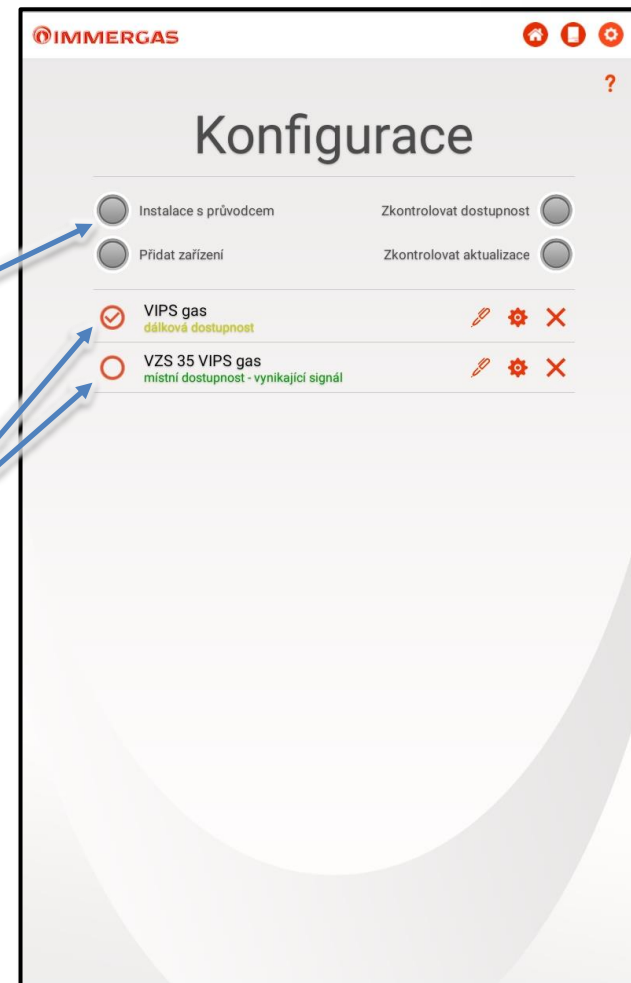 IMMERGAS
?
Konfigurace
Instalace s průvodcem Zkontrolovat dostupnost
Přidat zařízení Zkontrolovat aktualizace
VIPS gas
dálková dostupnost
VZS 35 VIPS gas
místní dostupnost - vynikající signál